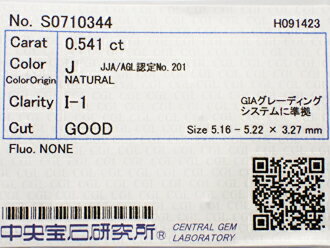 No. S0710344 H091423
Carat 0.541 ct
Color J JJA/AGL認定No.201
ColorOrigin NATURAL
Clarity I-1 GIAグレーディング
システムに準拠
Cut GOOD Size 5.16 - 5.22 × 3.27 mm
Fluo. NONE
中央宝石研究所® CENTRAL GEM
LABORATORY